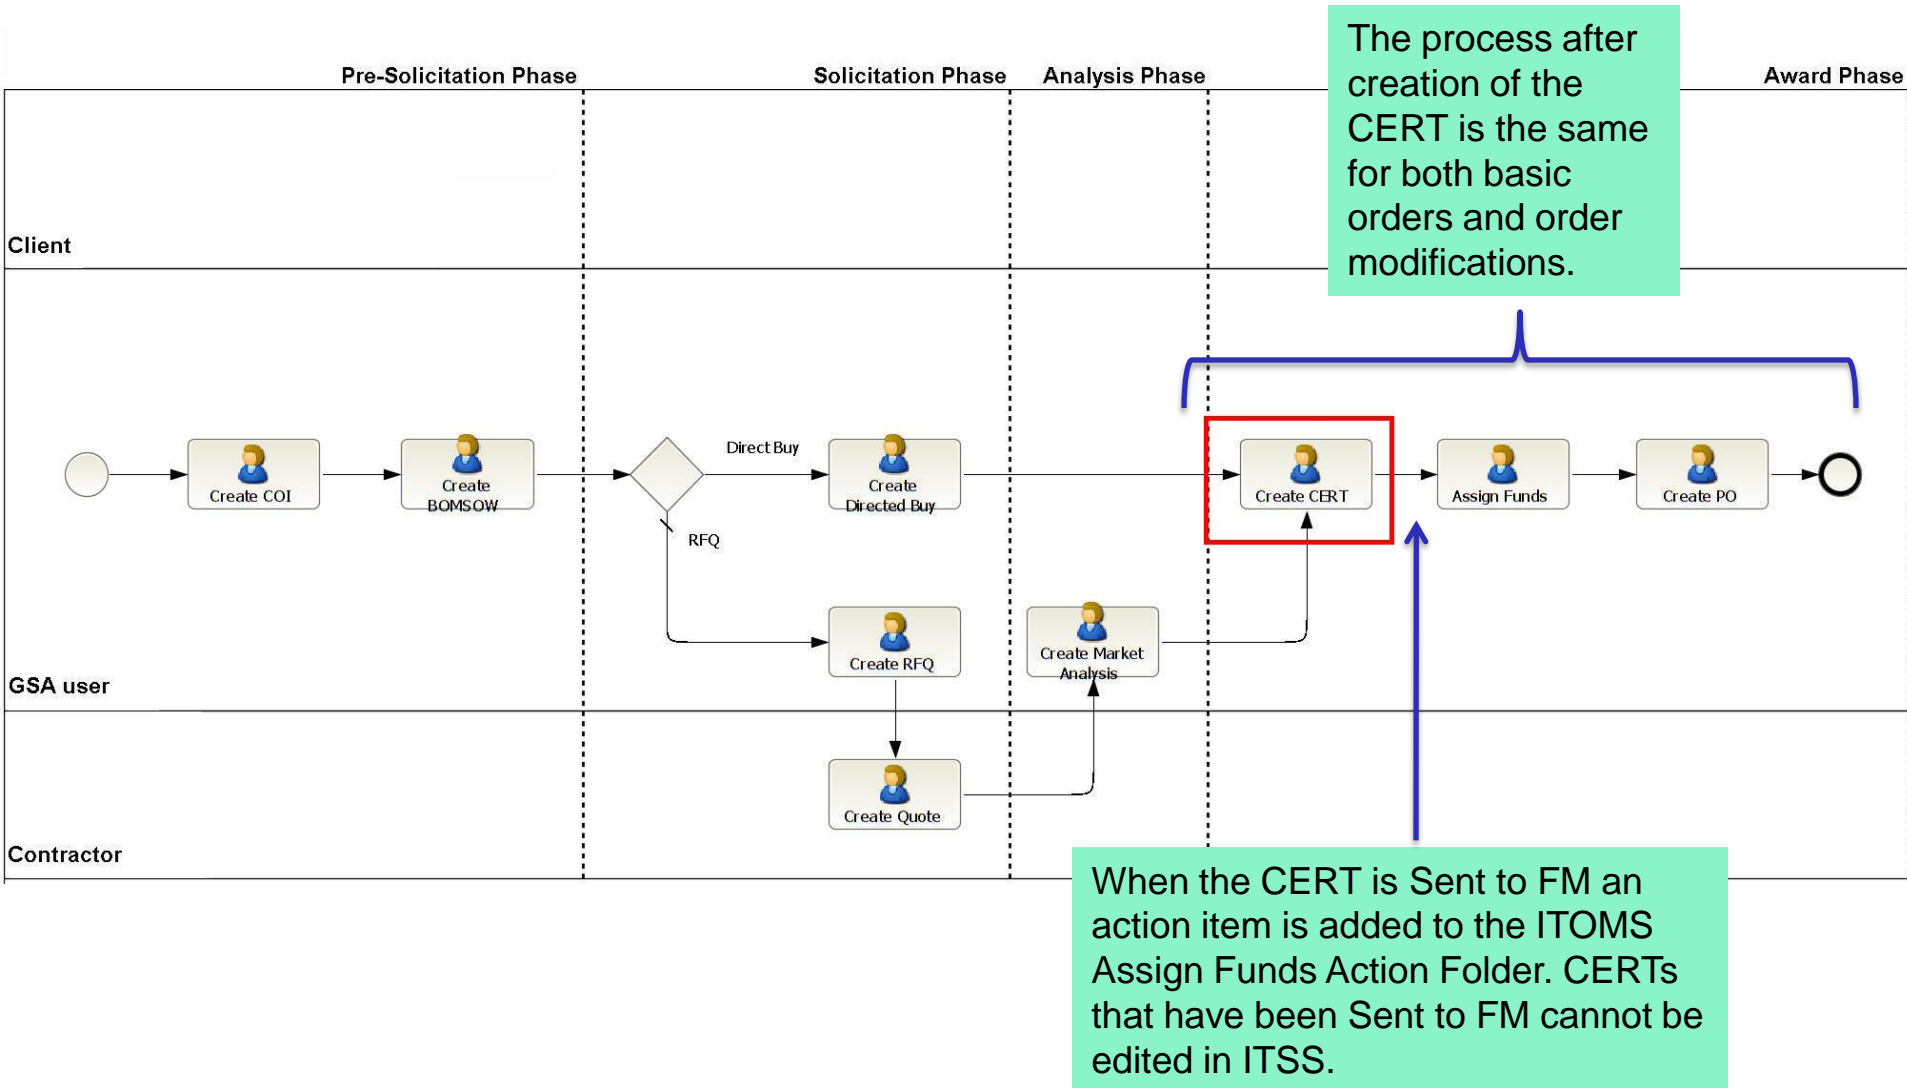 The process after
creation of the
CERT is the same
for both basic
orders and order
modifications.
Pre-Solicitation Phase
Solicitation Phase
Analysis Phase
Award Phase
Client
Create COI
Create
BOMSOW
Direct Buy
RFQ
Create
Directed Buy
Create CERT
Assign Funds
Create PO
Create RFQ
Create Market
Analysis
GSA user
Create Quote
Contractor
When the CERT is Sent to FM an
action item is added to the ITOMS
Assign Funds Action Folder. CERTs
that have been Sent to FM cannot be
edited in ITSS.